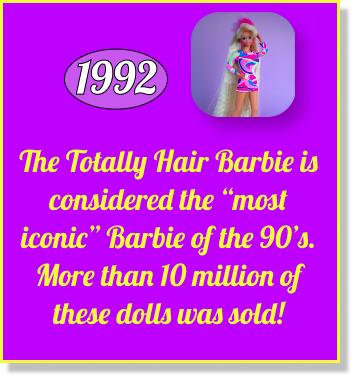 1992
The Totally Hair Barbie is
considered the “most
iconic” Barbie of the 90’s.
More than 10 million of
these dolls was sold!